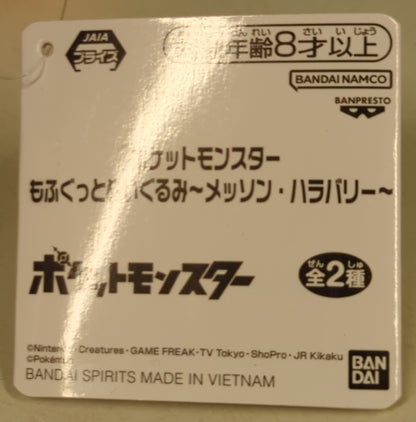 JAIA
プライズ
年齢8才以上
BANDAI NAMCO
BANPRESTO
ケットモンスター
もふぐっと ぐるみ～メッソン・ハラバリー～
ポケットモンスター
全2種
©Nintendo・Creatures・GAME FREAK・TV Tokyo・ShoPro・JR Kikaku
©Pokémon
BANDAI SPIRITS MADE IN VIETNAM
BAN
DAI